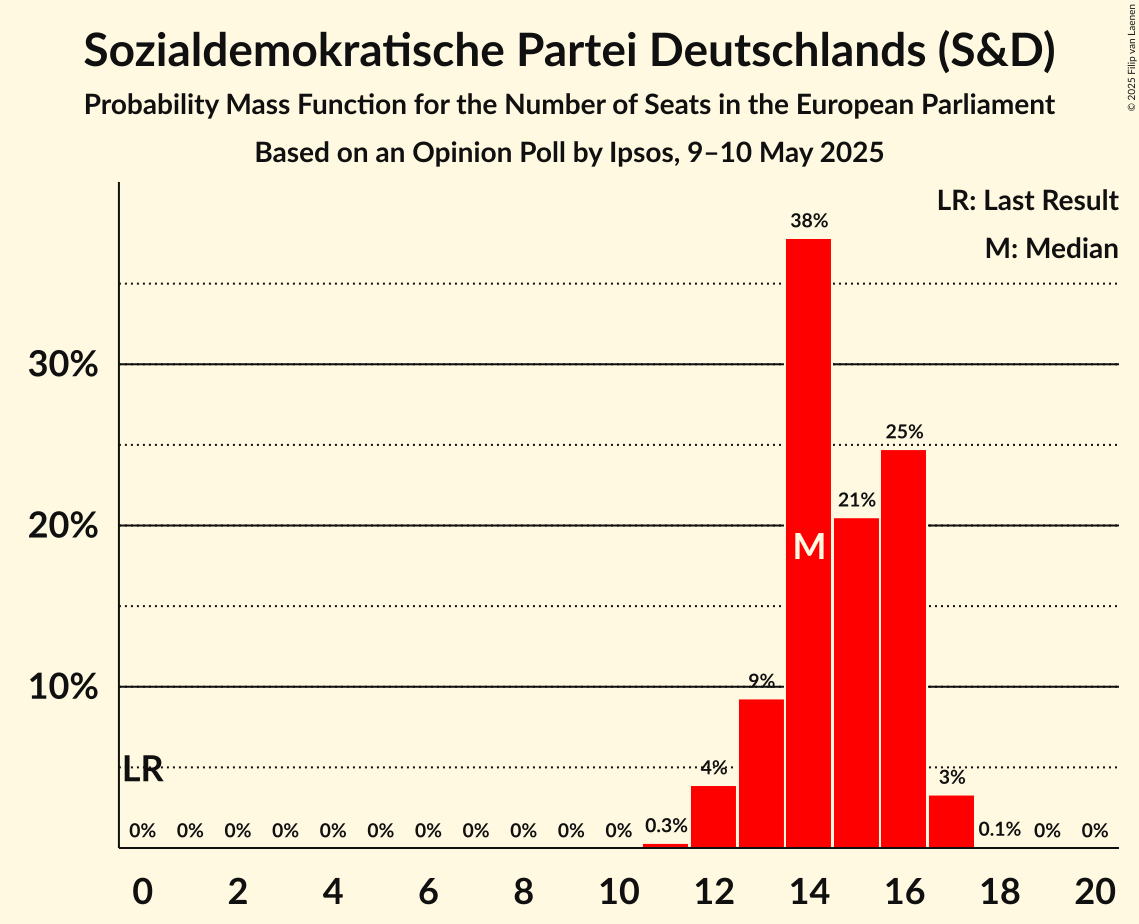 Sozialdemokratische Partei Deutschlands (S&D)
Probability Mass Function for the Number of Seats in the European Parliament
Based on an Opinion Poll by Ipsos, 9–10 May 2025
© 2025 Filip van Laenen
LR: Last Result
M: Median
30%
20%
10%
LR
M
0% 0% 0% 0% 0% 0% 0% 0% 0% 0% 0% 0.3% 4% 9% 38% 21% 25% 3% 0.1% 0% 0%
0 2 4 6 8 10 12 14 16 18 20